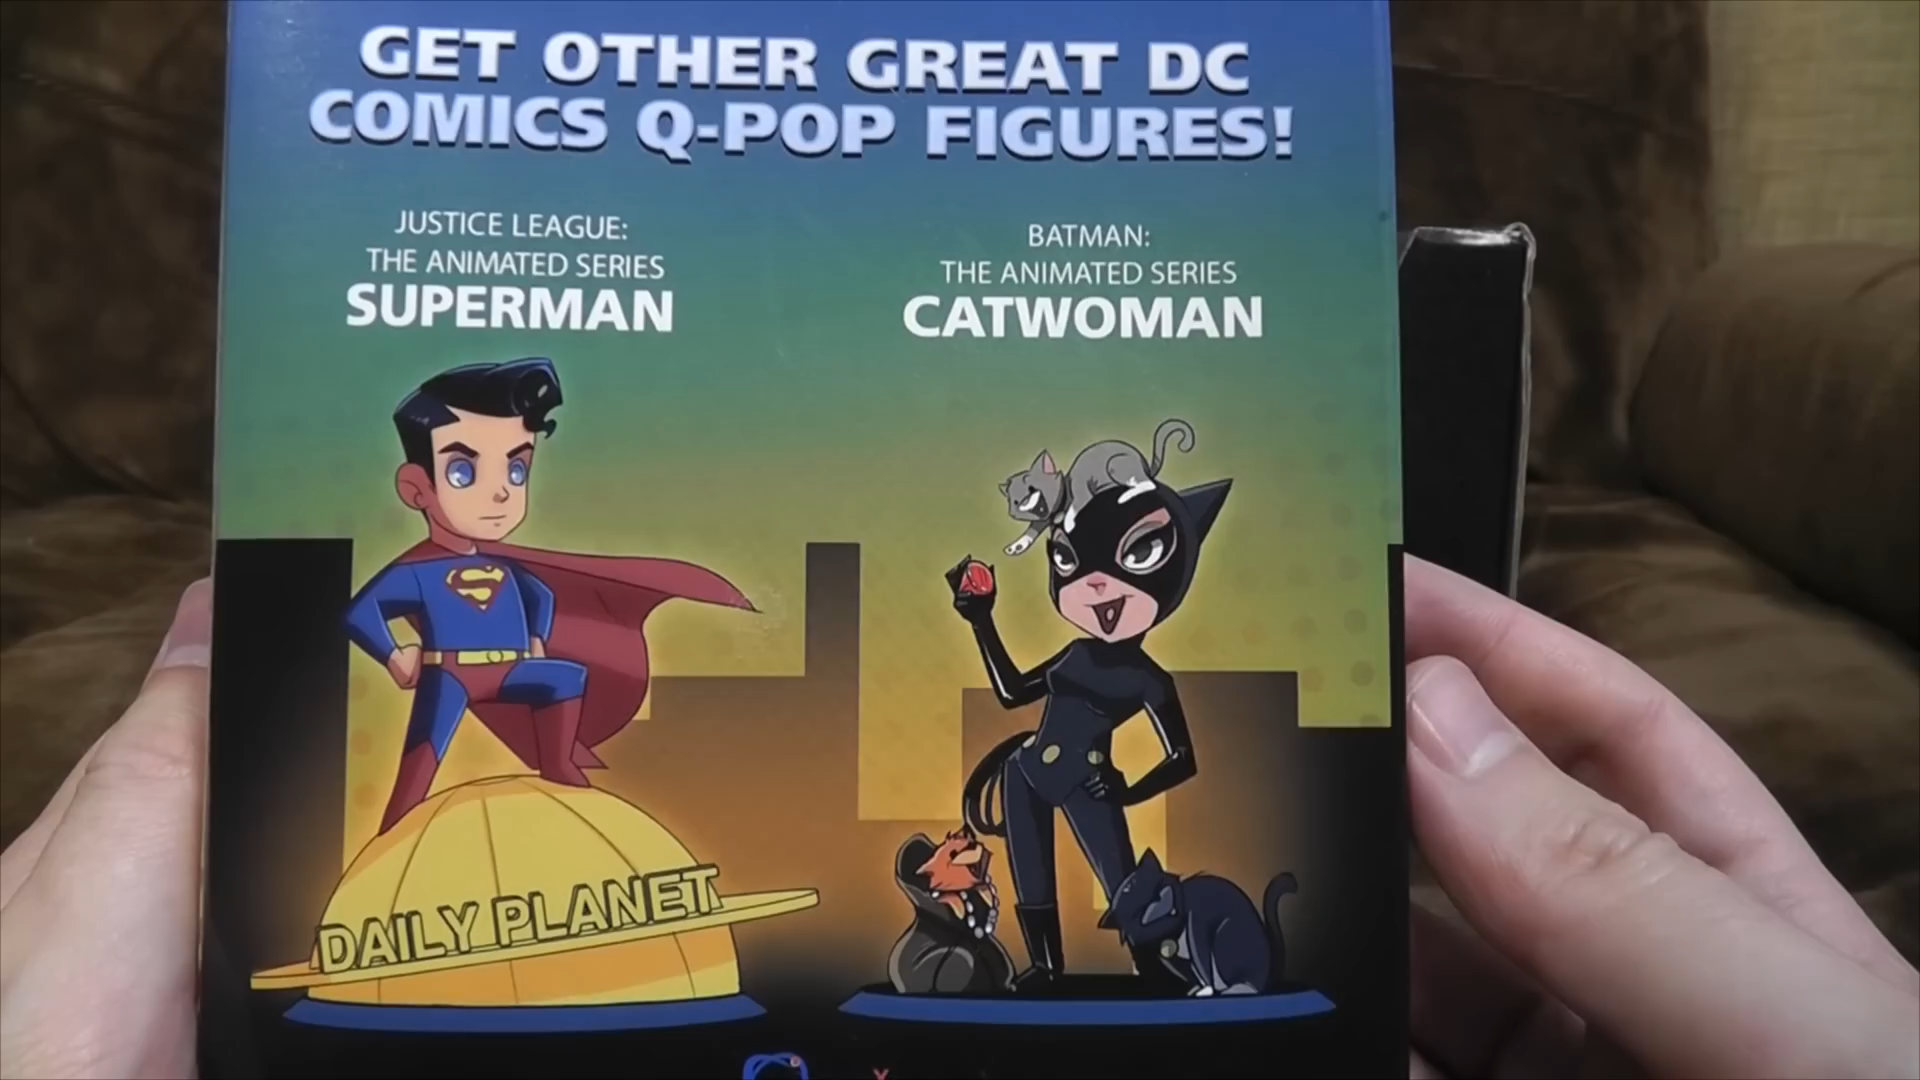 GET OTHER GREAT DC
COMICS Q-POP FIGURES!
JUSTICE LEAGUE:
THE ANIMATED SERIES
SUPERMAN
BATMAN:
THE ANIMATED SERIES
CATWOMAN
S
DAILY PLANET